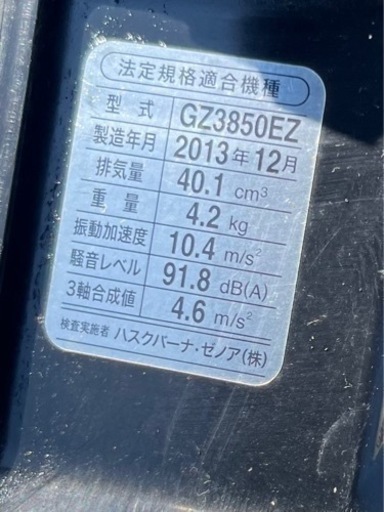 法定規格適合機種
型式 GZ3850EZ
製造年月 2013年12月
排気量 40.1 cm³
重量 4.2 kg
振動加速度 10.4 m/s²
騒音レベル 91.8 dB(A)
3軸合成値 4.6 m/s²
検査実施者 ハスクバーナ・ゼノア(株)